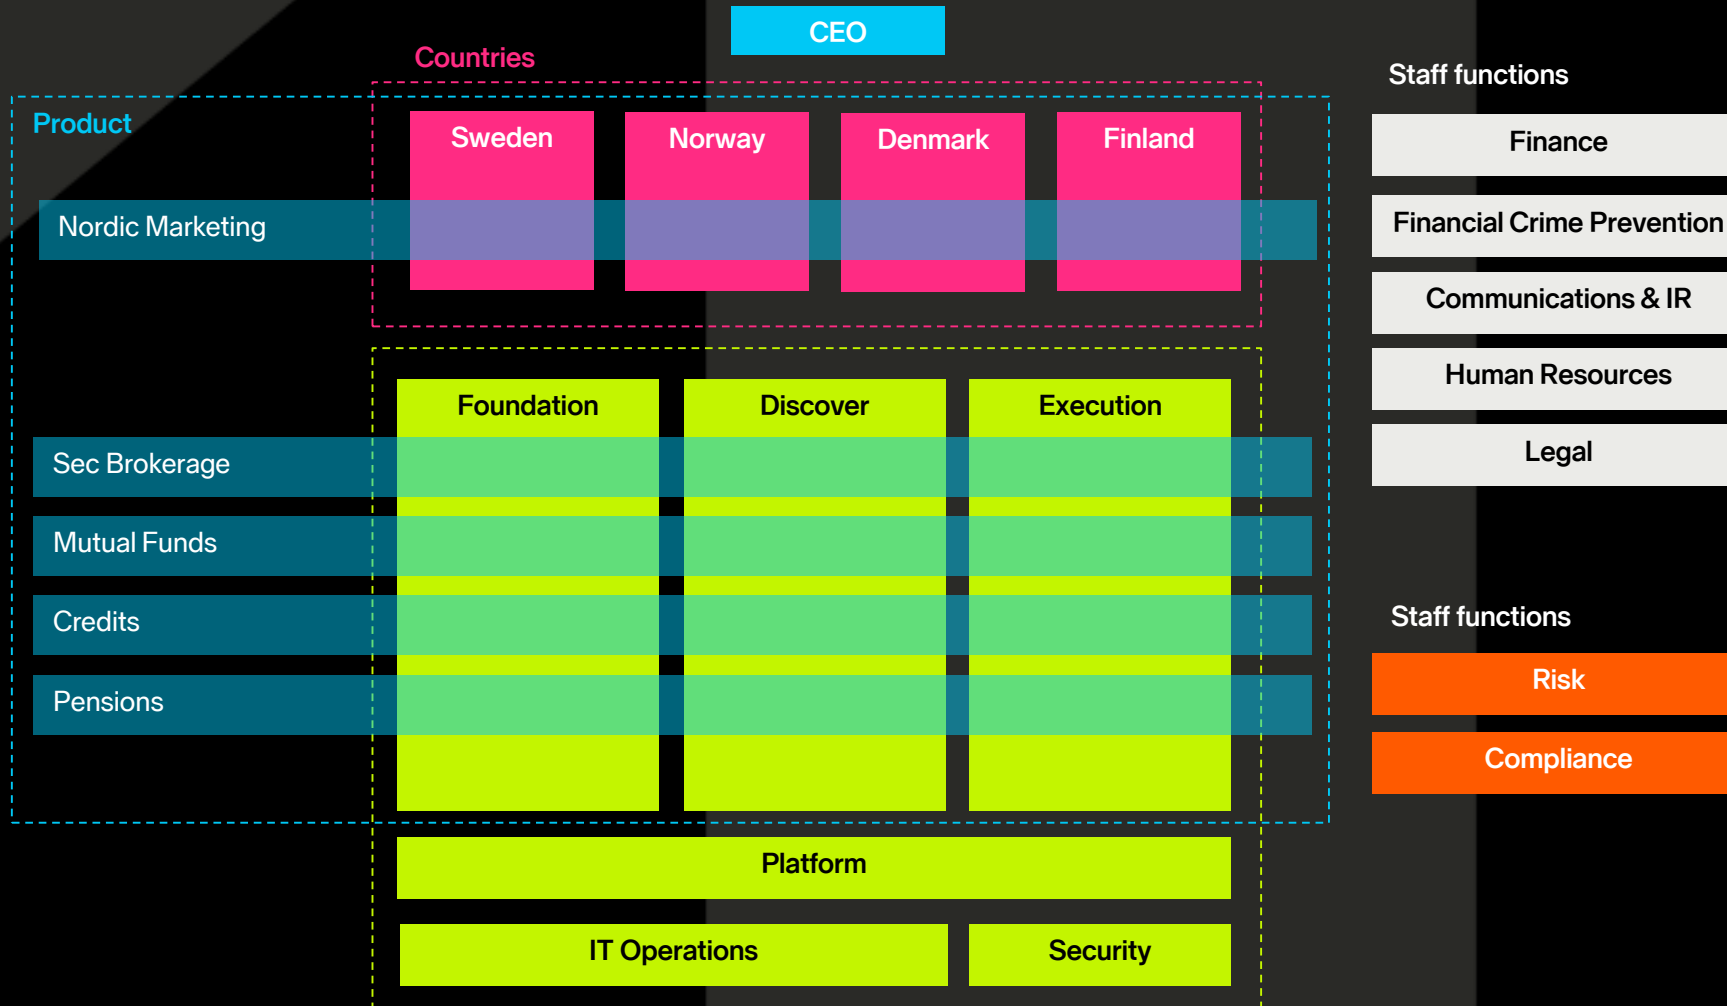 CEO
Countries
Product
Sweden
Norway
Denmark
Finland
Nordic Marketing
Foundation
Discover
Execution
Sec Brokerage
Mutual Funds
Credits
Pensions
Platform
IT Operations
Security
Staff functions
Finance
Financial Crime Prevention
Communications & IR
Human Resources
Legal
Staff functions
Risk
Compliance